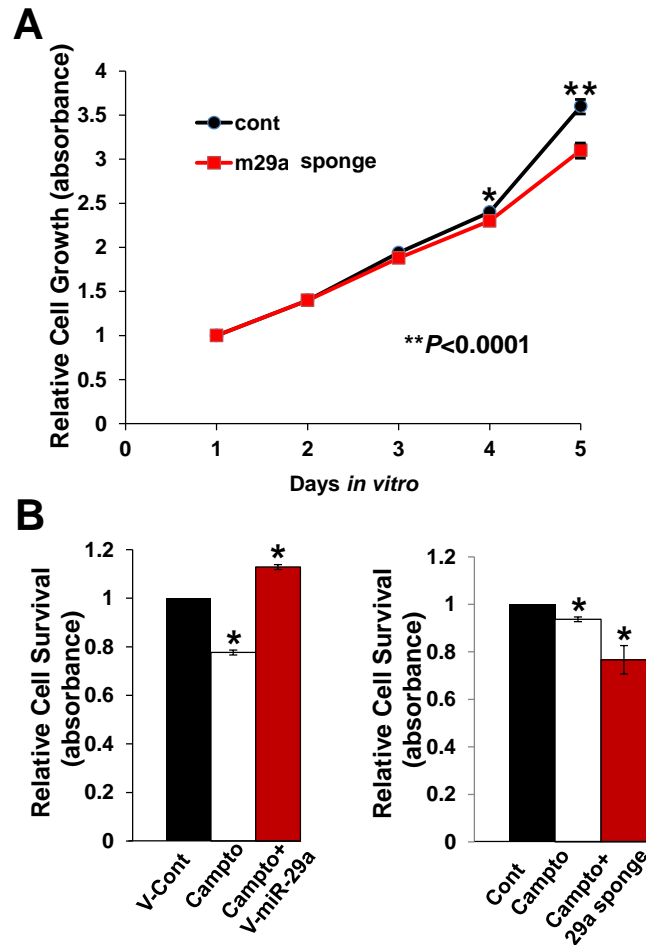 A
Relative Cell Growth (absorbance)
4
3.5
3
2.5
2
1.5
1
0.5
0
cont
m29a sponge
*
**
**P<0.0001
0 1 2 3 4 5
Days in vitro
B
Relative Cell Survival
(absorbance)
1.2
1
0.8
0.6
0.4
0.2
0
*
*
V-Cont
Campto
Campto+
V-miR-29a
Relative Cell Survival
(absorbance)
1.2
1
0.8
0.6
0.4
0.2
0
*
*
Cont
Campto
Campto+
29a sponge